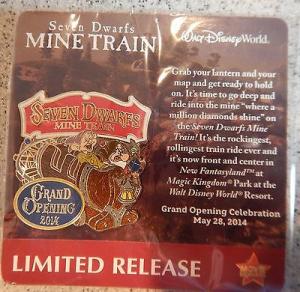 Seven Dwarfs
MINE TRAIN
Walt Disney World.
Grab your lantern and your
map and get ready to hold
on. It's time to go deep and
ride into the mine "where a
million diamonds shine" on
the Seven Dwarfs Mine
Train! It's the rockingest,
rollingest train ride ever and
it's now front and center in
New Fantasyland™ at
Magic Kingdom® Park at the
Walt Disney World® Resort.
Grand Opening Celebration
May 28, 2014
SEVEN DWARFS
MINE TRAIN
GRAND
OPENING
2014
LIMITED RELEASE